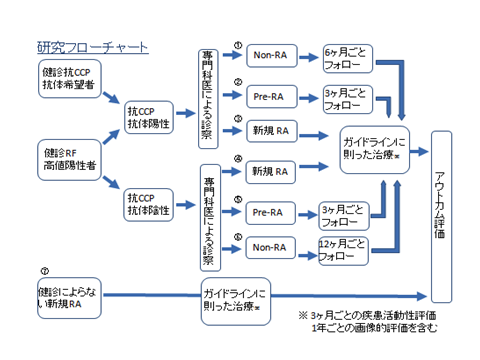 研究フローチャート
健診抗CCP
抗体希望者
健診RF
高値陽性者
抗CCP
抗体陽性
抗CCP
抗体陰性
専門科医による診察
専門科医による診察
①
Non-RA
6ヶ月ごと
フォロー
②
Pre-RA
3ヶ月ごと
フォロー
③
新規 RA
④
新規 RA
⑤
Pre-RA
3ヶ月ごと
フォロー
⑥
Non-RA
12ヶ月ごと
フォロー
ガイドラインに
則った治療※
アウトカム評価
⑦
健診によらな
い新規RA
ガイドラインに
則った治療※
※ 3ヶ月ごとの疾患活動性評価
1年ごとの画像的評価を含む